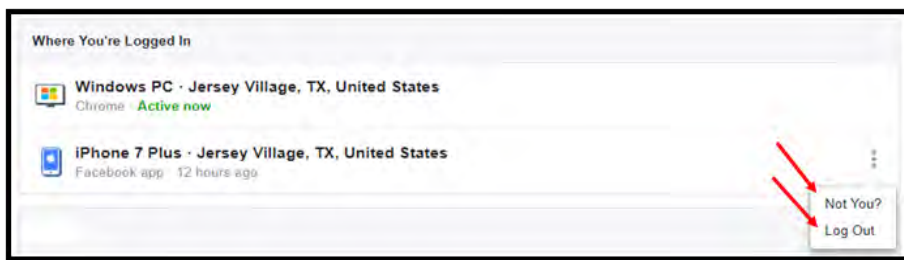 Where You're Logged In
Windows PC · Jersey Village, TX, United States
Chrome · Active now
iPhone 7 Plus · Jersey Village, TX, United States
Facebook app · 12 hours ago
Not You?
Log Out